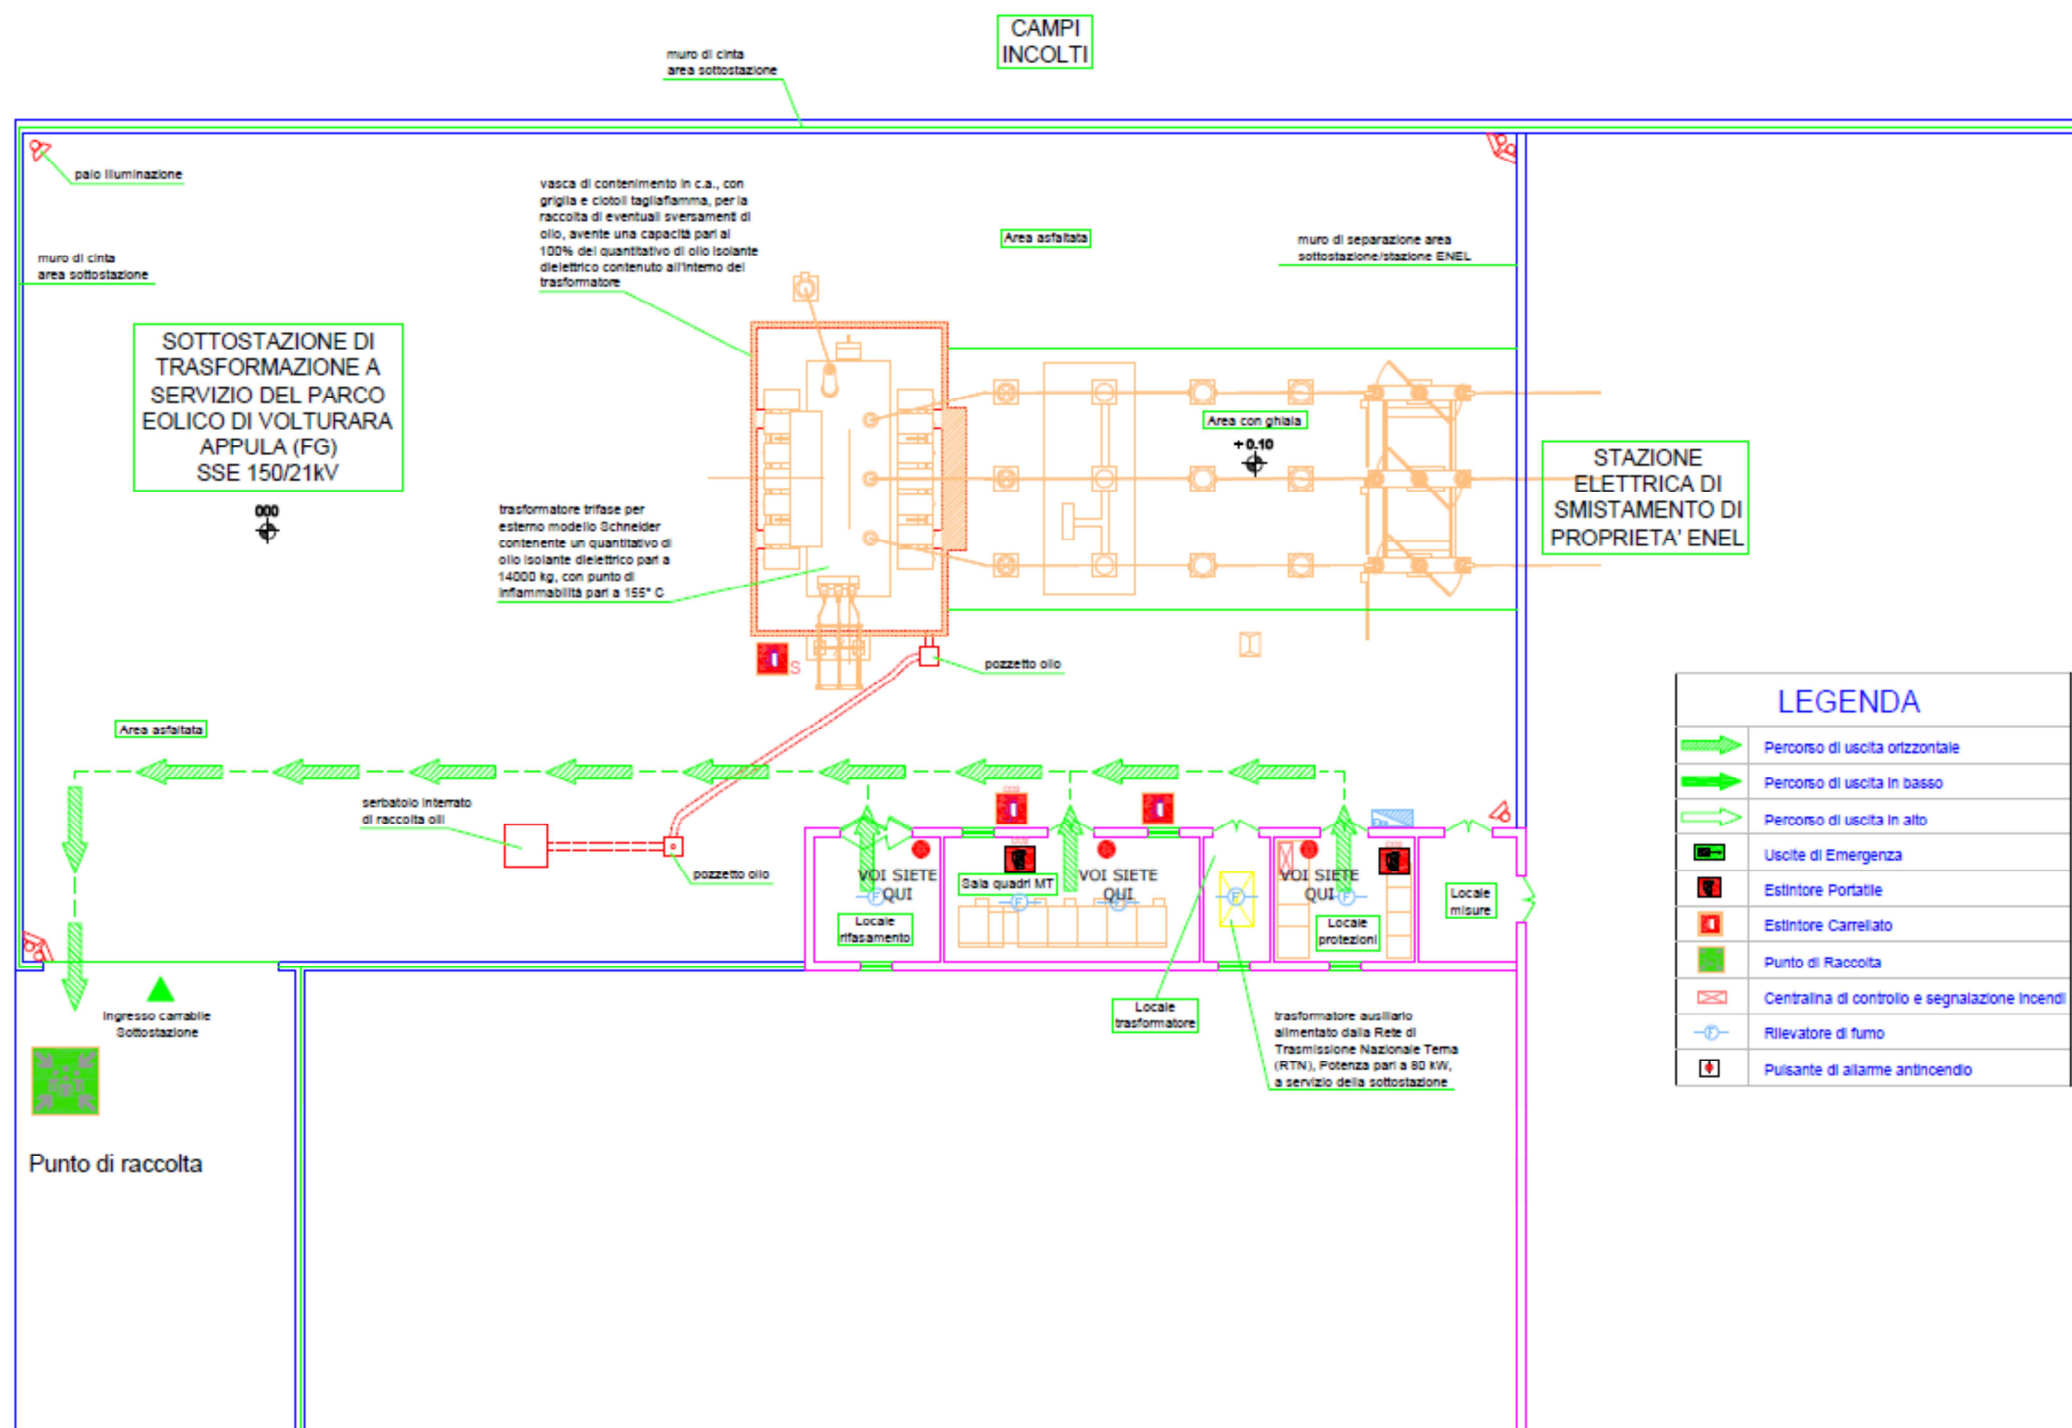 CAMPI
INCOLTI
muro di cinta
area sottostazione
palo illuminazione
muro di cinta
area sottostazione
vasca di contenimento in c.a., con
griglia e ciotoli tagliafiamma, per la
raccolta di eventuali sversamenti di
olio, avente una capacità pari al
100% del quantitativo di olio isolante
dielettrico contenuto all'interno del
trasformatore
Area asfaltata
muro di separazione area
sottostazione/stazione ENEL
SOTTOSTAZIONE DI
TRASFORMAZIONE A
SERVIZIO DEL PARCO
EOLICO DI VOLTURARA
APPULA (FG)
SSE 150/21kV
000
Area con ghiaia
+ 0.10
STAZIONE
ELETTRICA DI
SMISTAMENTO DI
PROPRIETA' ENEL
trasformatore trifase per
esterno modello Schneider
contenente un quantitativo di
olio isolante dielettrico pari a
14000 kg, con punto di
infiammabilità pari a 155° C
S
pozzetto olio
Area asfaltata
serbatoio interrato
di raccolta olii
pozzetto olio
CO2
CO2
CO2
VOI SIETE
QUI
Locale
rifasamento
Sala quadri MT
VOI SIETE
QUI
VOI SIETE
QUI
Locale
protezioni
Locale
misure
F
F
F
F
F
Locale
trasformatore
trasformatore ausiliario
alimentato dalla Rete di
Trasmissione Nazionale Terna
(RTN), Potenza pari a 80 kW,
a servizio della sottostazione
Ingresso carrabile
Sottostazione
Punto di raccolta
LEGENDA
Percorso di uscita orizzontale
Percorso di uscita in basso
Percorso di uscita in alto
Uscite di Emergenza
Estintore Portatile
Estintore Carrellato
Punto di Raccolta
Centralina di controllo e segnalazione incendi
F
Rilevatore di fumo
Pulsante di allarme antincendio